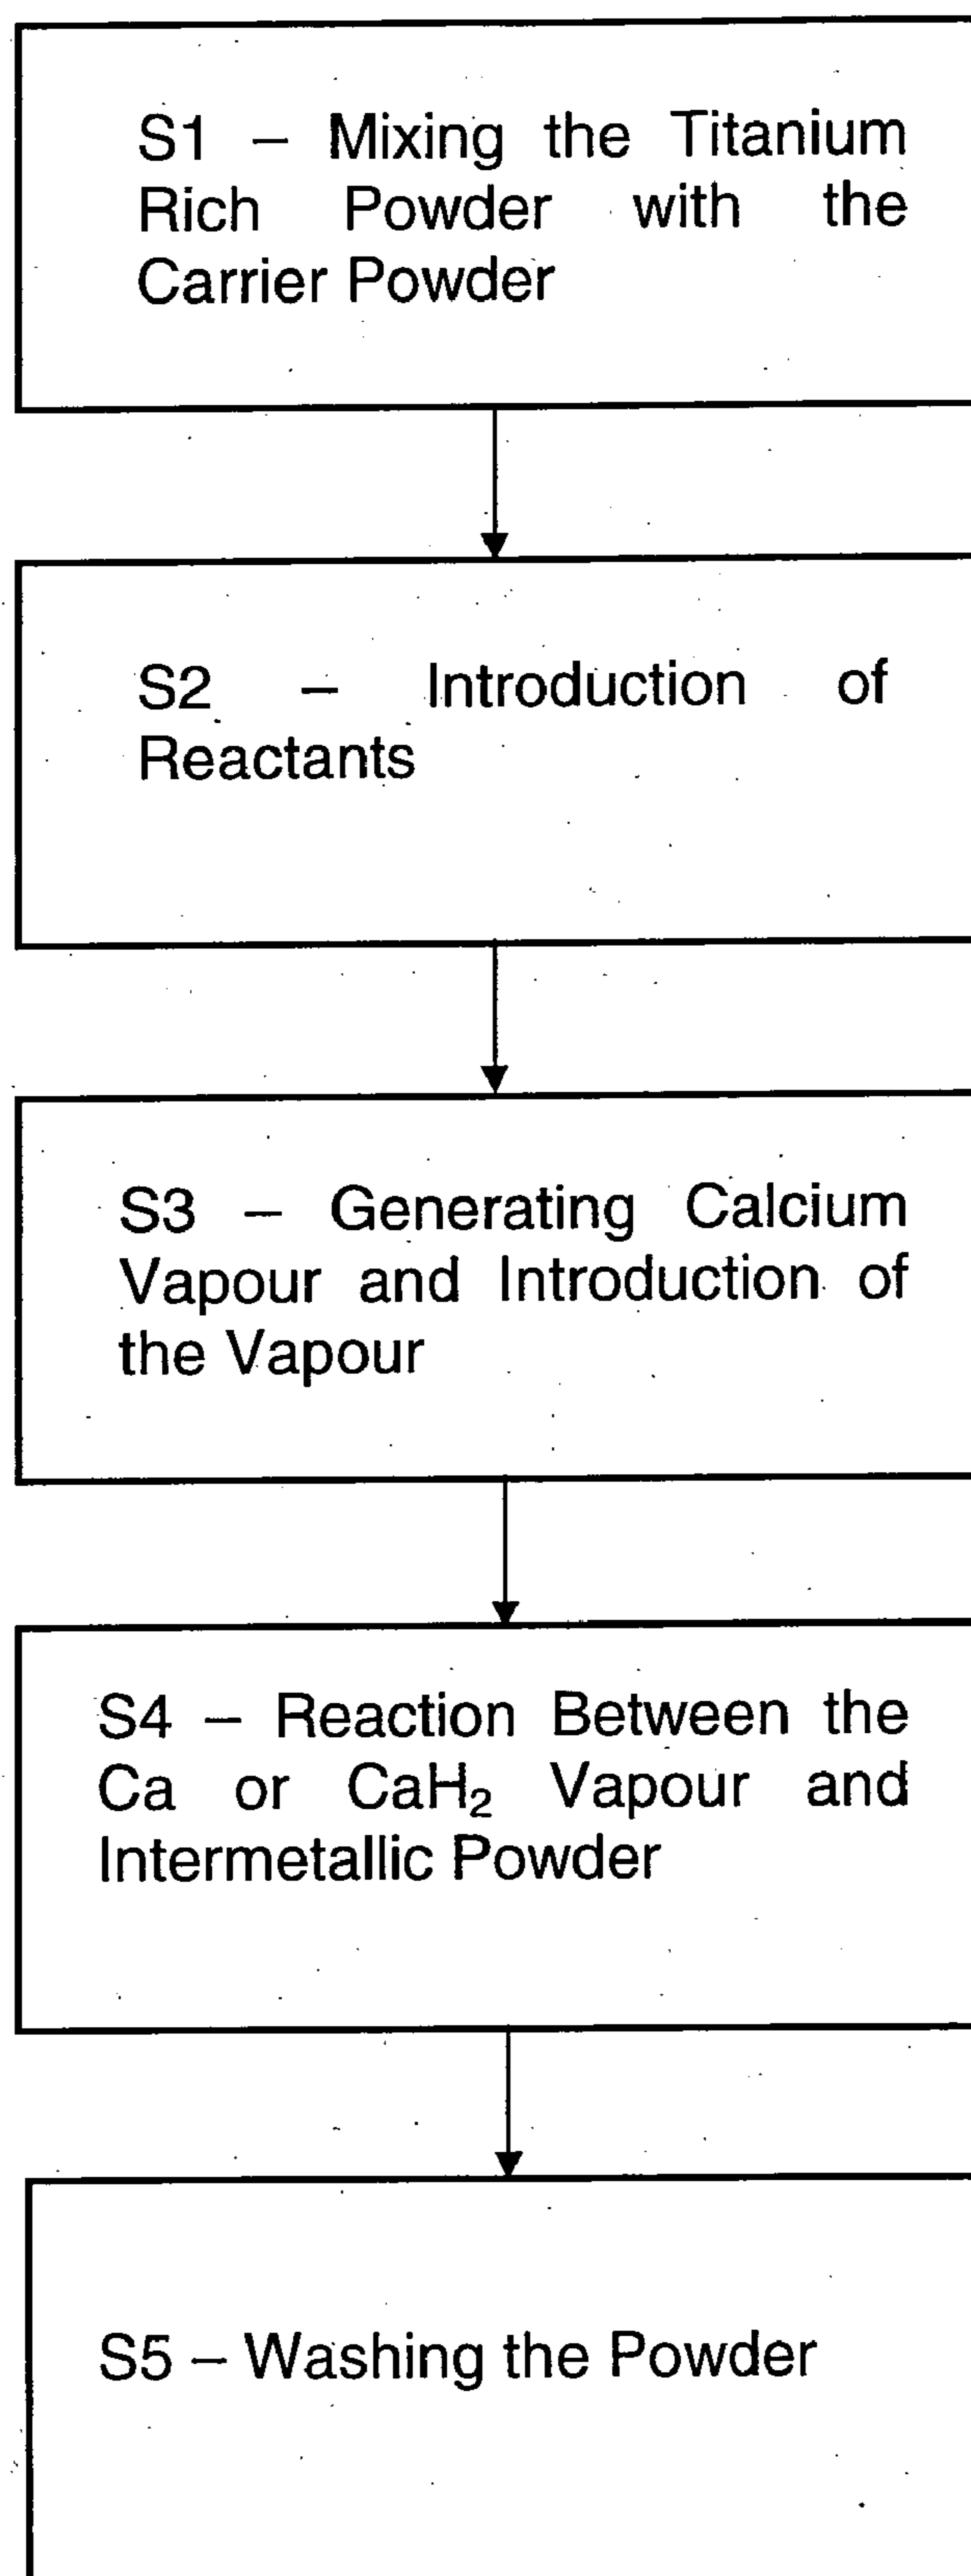 S1 – Mixing the Titanium
Rich Powder with the
Carrier Powder
S2 – Introduction of
Reactants
S3 – Generating Calcium
Vapour and Introduction of
the Vapour
S4 – Reaction Between the
Ca or CaH₂ Vapour and
Intermetallic Powder
S5 – Washing the Powder